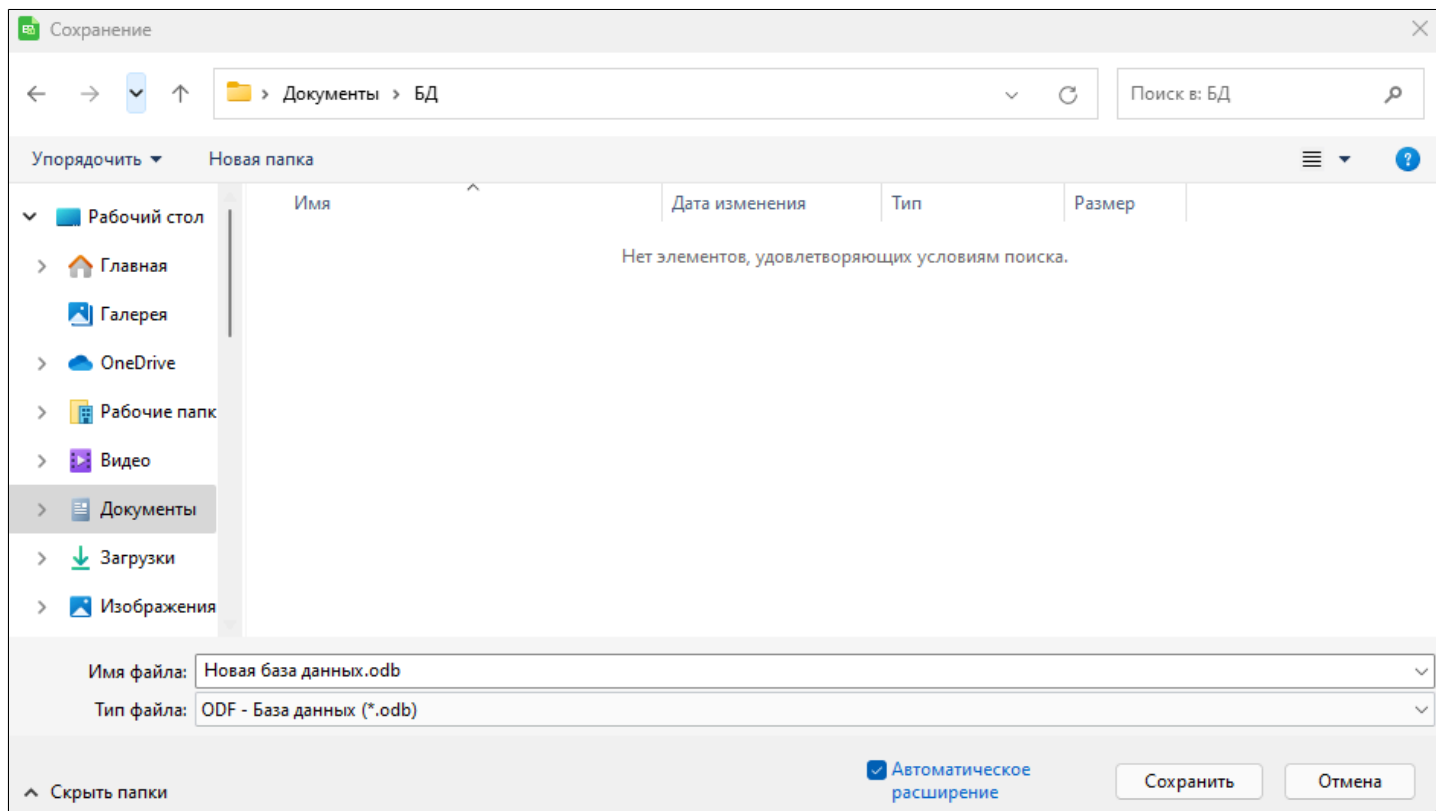 Сохранение
Документы БД
Поиск в: БД
Упорядочить Новая папка
Имя Дата изменения Тип Размер
Нет элементов, удовлетворяющих условиям поиска.
Рабочий стол
Главная
Галерея
OneDrive
Рабочие папк
Видео
Документы
Загрузки
Изображения
Имя файла: Новая база данных.odb
Тип файла: ODF - База данных (*.odb)
Автоматическое
расширение
Сохранить Отмена
Скрыть папки